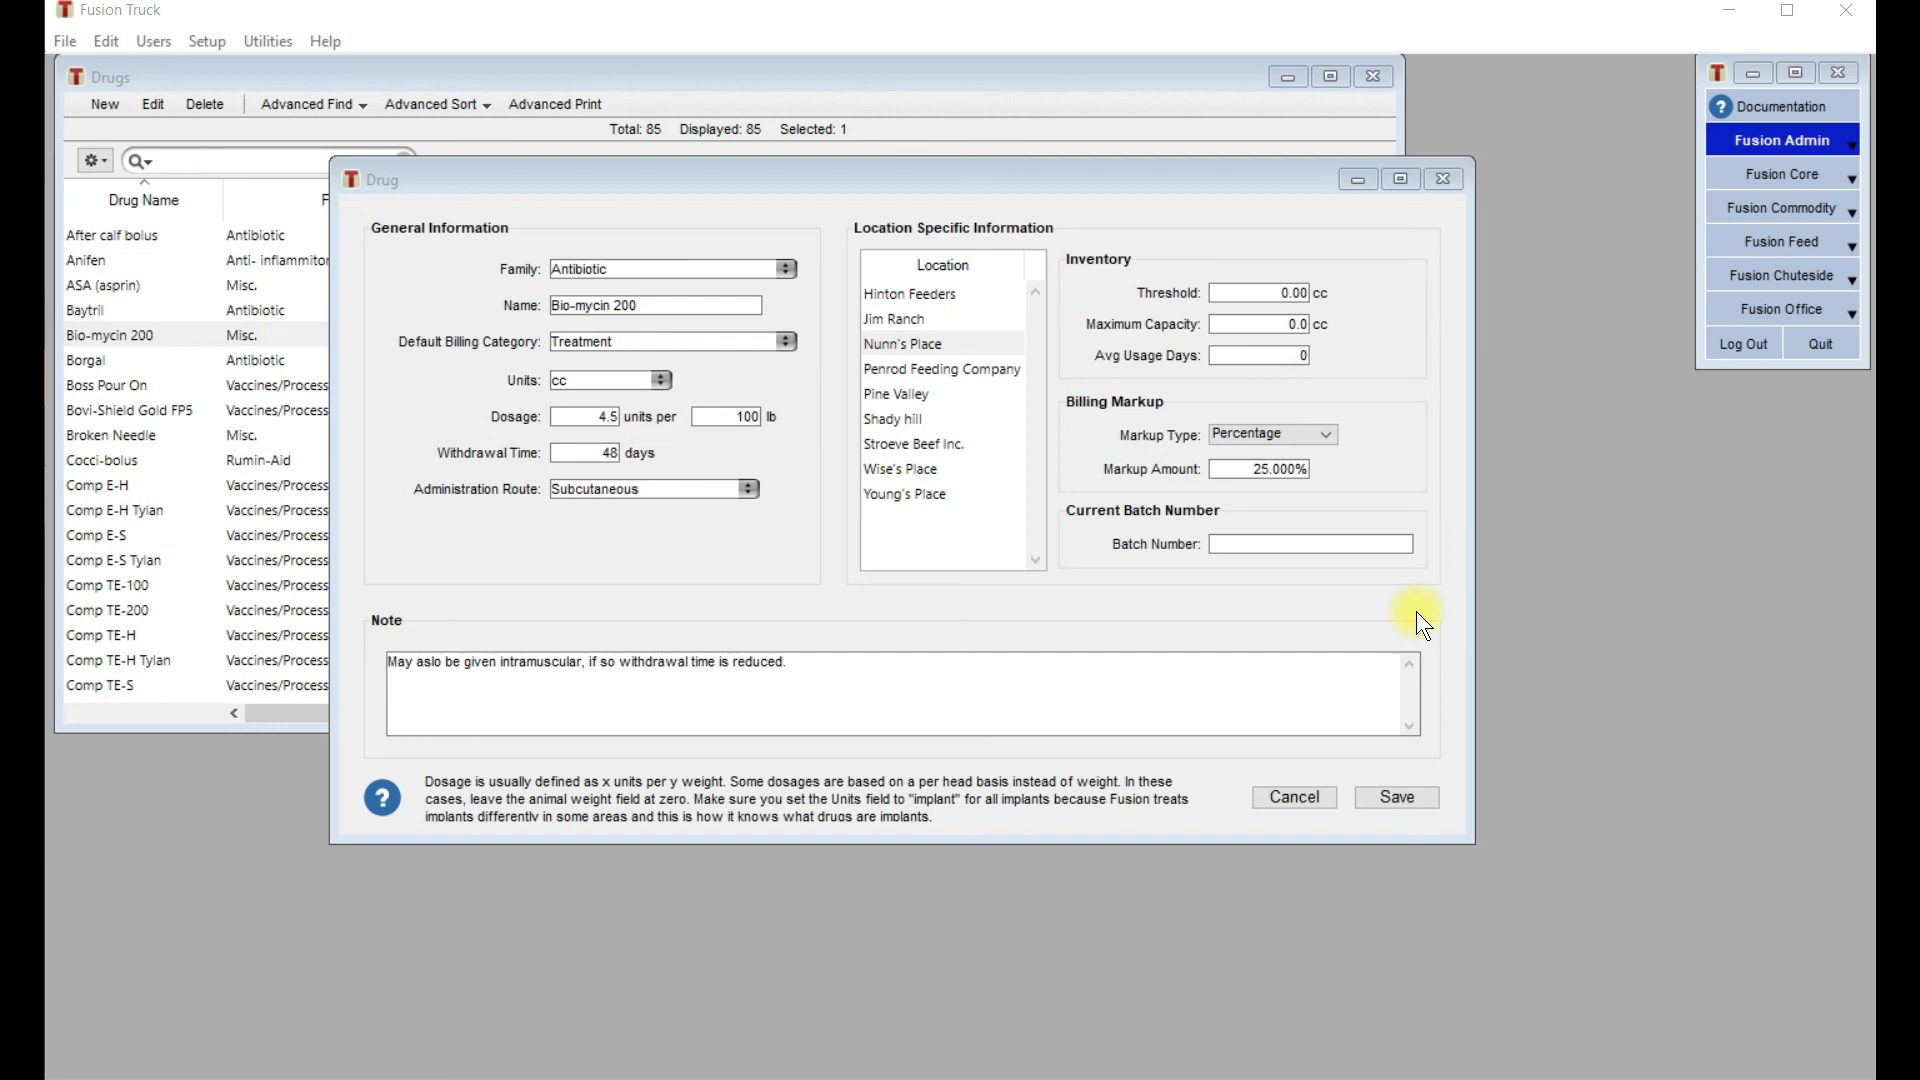 Fusion Truck
File Edit Users Setup Utilities Help
Drugs
New Edit Delete Advanced Find Advanced Sort Advanced Print
Total: 85 Displayed: 85 Selected: 1
Drug Name F
After calf bolus Antibiotic
Anifen Anti- inflammitor
ASA (asprin) Misc.
Baytril Antibiotic
Bio-mycin 200 Misc.
Borgal Antibiotic
Boss Pour On Vaccines/Process
Bovi-Shield Gold FP5 Vaccines/Process
Broken Needle Misc.
Cocci-bolus Rumin-Aid
Comp E-H Vaccines/Process
Comp E-H Tylan Vaccines/Process
Comp E-S Vaccines/Process
Comp E-S Tylan Vaccines/Process
Comp TE-100 Vaccines/Process
Comp TE-200 Vaccines/Process
Comp TE-H Vaccines/Process
Comp TE-H Tylan Vaccines/Process
Comp TE-S Vaccines/Process
Drug
General Information
Family: Antibiotic
Name: Bio-mycin 200
Default Billing Category: Treatment
Units: cc
Dosage: 4.5 units per 100 lb
Withdrawal Time: 48 days
Administration Route: Subcutaneous
Location Specific Information
Location
Hinton Feeders
Jim Ranch
Nunn's Place
Penrod Feeding Company
Pine Valley
Shady hill
Stroeve Beef Inc.
Wise's Place
Young's Place
Inventory
Threshold: 0.00 cc
Maximum Capacity: 0.0 cc
Avg Usage Days: 0
Billing Markup
Markup Type: Percentage
Markup Amount: 25.000%
Current Batch Number
Batch Number:
Note
May aslo be given intramuscular, if so withdrawal time is reduced.
Dosage is usually defined as x units per y weight. Some dosages are based on a per head basis instead of weight. In these
cases, leave the animal weight field at zero. Make sure you set the Units field to "implant" for all implants because Fusion treats
implants differently in some areas and this is how it knows what drugs are implants.
Cancel Save
? Documentation
Fusion Admin
Fusion Core
Fusion Commodity
Fusion Feed
Fusion Chuteside
Fusion Office
Log Out Quit